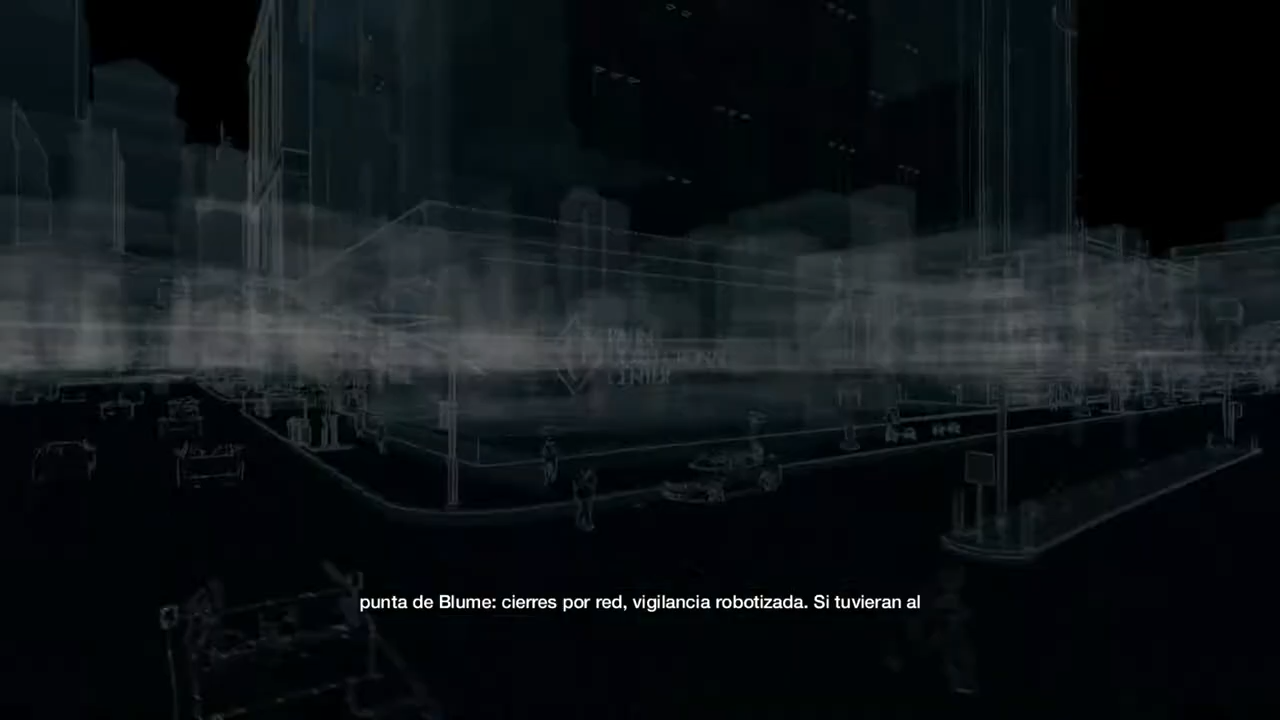 punta de Blume: cierres por red, vigilancia robotizada. Si tuvieran al